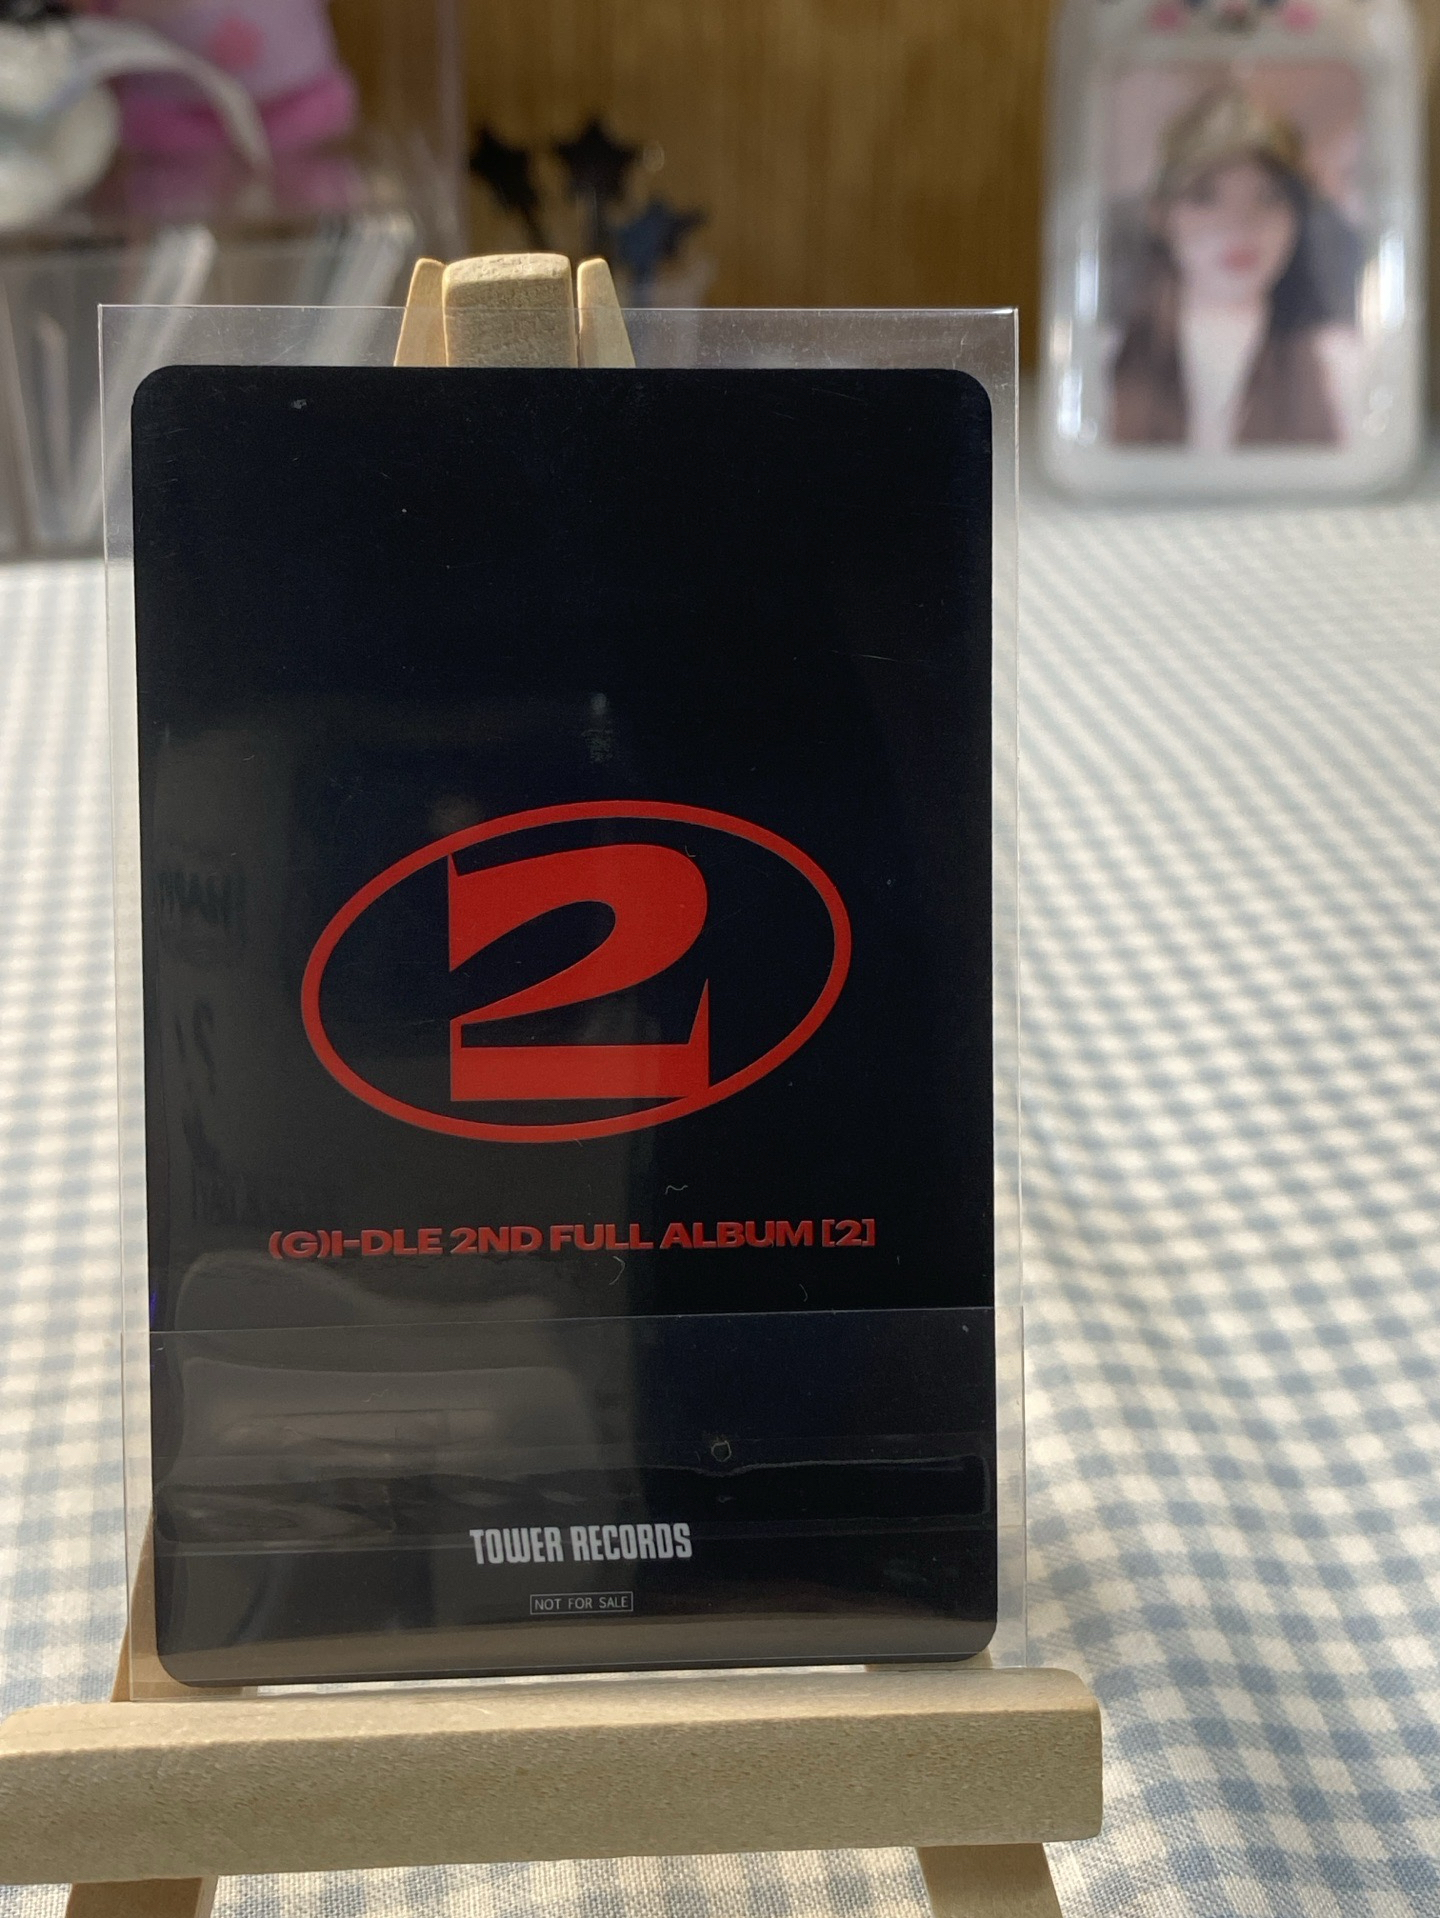 2
(G)I-DLE 2ND FULL ALBUM [2]
TOWER RECORDS
NOT FOR SALE